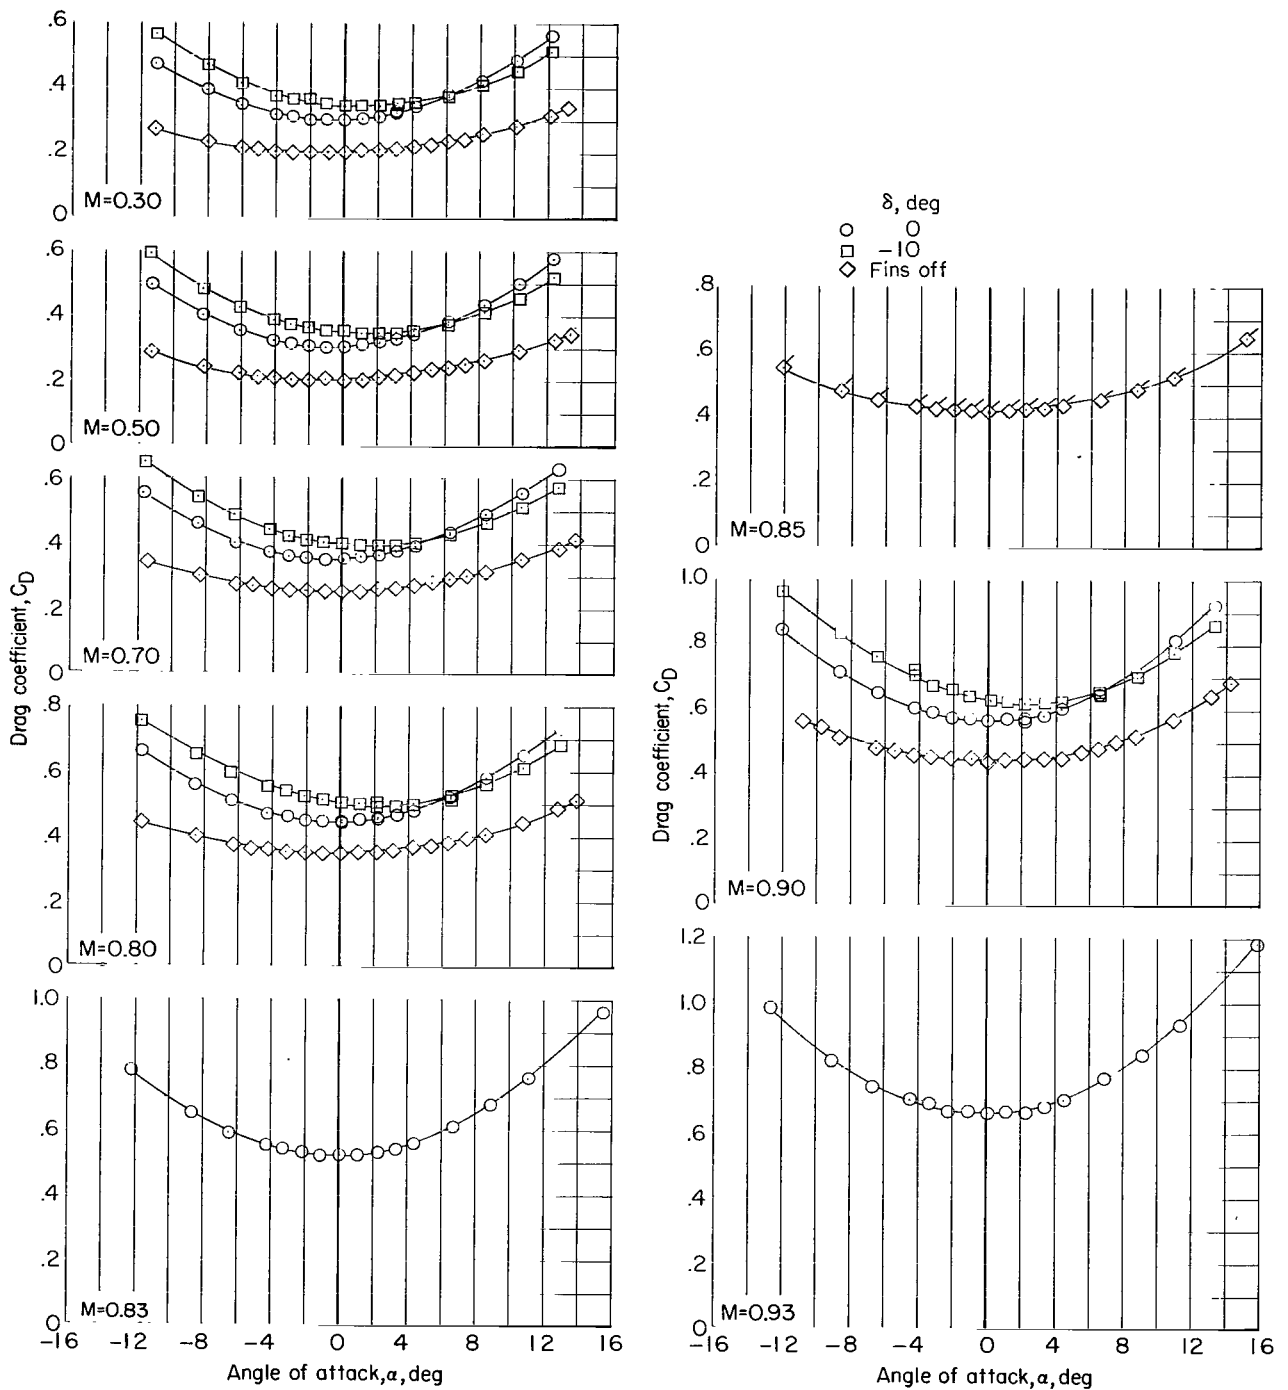 .6
.4
.2
0
M=0.30
.6
.4
.2
0
M=0.50
.6
.4
.2
0
M=0.70
.8
.6
.4
.2
0
M=0.80
1.0
.8
.6
.4
.2
0
M=0.83
-16 -12 -8 -4 0 4 8 12 16
Angle of attack, α, deg
Drag coefficient, C_D
δ, deg
0
-10
Fins off
.8
.6
.4
.2
0
M=0.85
1.0
.8
.6
.4
.2
0
M=0.90
1.2
1.0
.8
.6
.4
.2
0
M=0.93
-16 -12 -8 -4 0 4 8 12 16
Angle of attack, α, deg
Drag coefficient, C_D